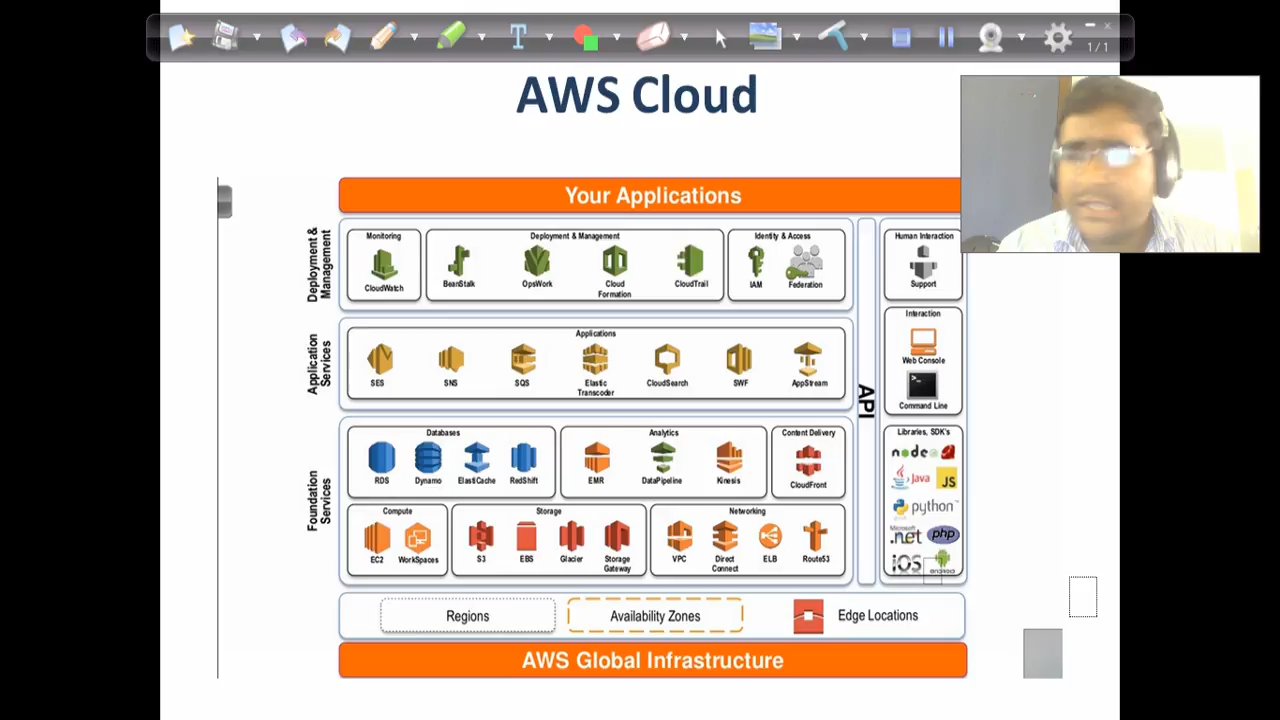 T
1/1
AWS Cloud
Your Applications
Deployment &
Management
Monitoring
CloudWatch
Deployment & Management
BeanStalk
OpsWork
Cloud
Formation
CloudTrail
Identity & Access
IAM
Federation
Application
Services
Applications
SES
SNS
SQS
Elastic
Transcoder
CloudSearch
SWF
AppStream
Foundation
Services
Databases
RDS
Dynamo
ElastiCache
RedShift
Analytics
EMR
DataPipeline
Kinesis
Content Delivery
CloudFront
Compute
EC2
WorkSpaces
Storage
S3
EBS
Glacier
Storage
Gateway
Networking
VPC
Direct
Connect
ELB
Route53
API
Human Interaction
Support
Interaction
Web Console
>_
Command Line
Libraries, SDK's
node
Java
JS
python
Microsoft
.net
php
iOS
android
Regions
Availability Zones
Edge Locations
AWS Global Infrastructure